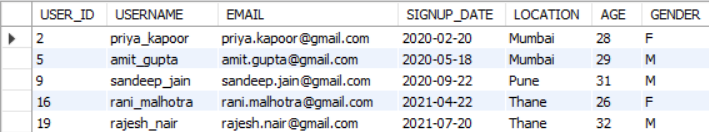 USER_ID USERNAME EMAIL SIGNUP_DATE LOCATION AGE GENDER
2 priya_kapoor priya.kapoor@gmail.com 2020-02-20 Mumbai 28 F
5 amit_gupta amit.gupta@gmail.com 2020-05-18 Mumbai 29 M
9 sandeep_jain sandeep.jain@gmail.com 2020-09-22 Pune 31 M
16 rani_malhotra rani.malhotra@gmail.com 2021-04-22 Thane 26 F
19 rajesh_nair rajesh.nair@gmail.com 2021-07-20 Thane 32 M